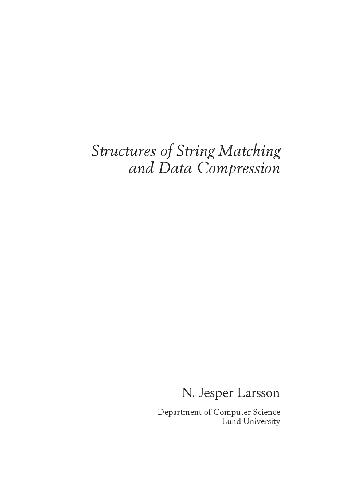 Structures of String Matching
and Data Compression
N. Jesper Larsson
Department of Computer Science
Lund University